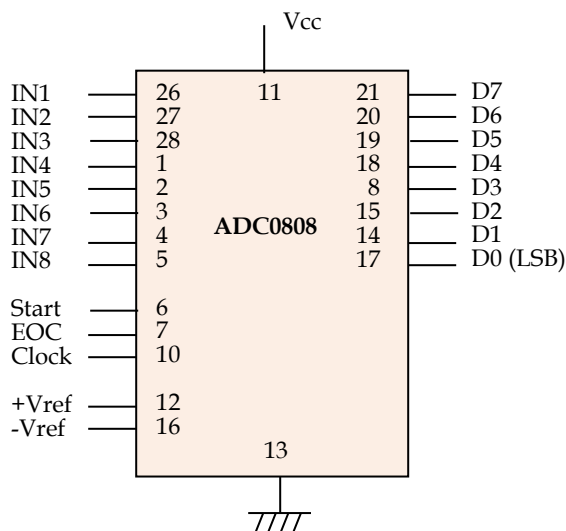 Vcc
IN1 26 11 21 D7
IN2 27 20 D6
IN3 28 19 D5
IN4 1 18 D4
IN5 2 8 D3
IN6 3 15 D2
IN7 4 ADC0808 14 D1
IN8 5 17 D0 (LSB)
Start 6
EOC 7
Clock 10
+Vref 12
-Vref 16
13